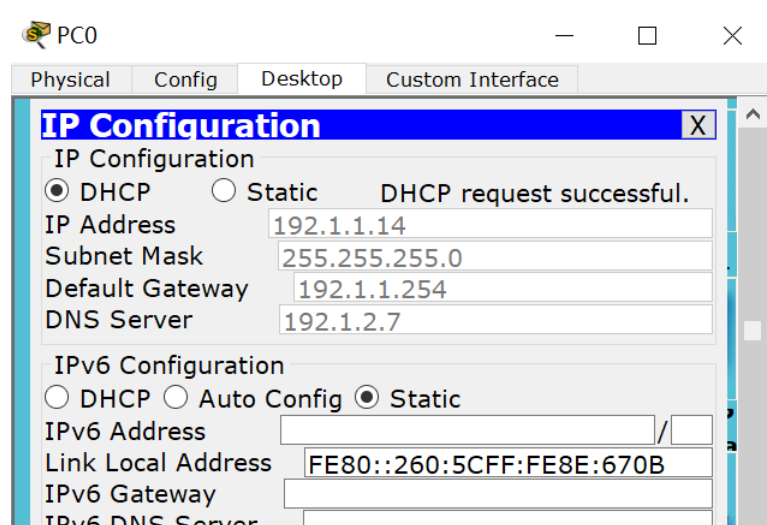 PC0
Physical Config Desktop Custom Interface
IP Configuration X
IP Configuration
DHCP Static DHCP request successful.
IP Address 192.1.1.14
Subnet Mask 255.255.255.0
Default Gateway 192.1.1.254
DNS Server 192.1.2.7
IPv6 Configuration
DHCP Auto Config Static
IPv6 Address /
Link Local Address FE80::260:5CFF:FE8E:670B
IPv6 Gateway
IPv6 DNS Server